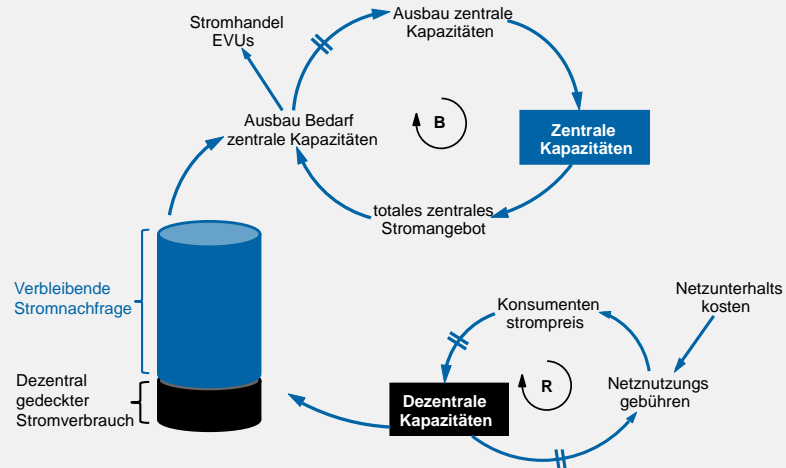 Stromhandel
EVUs
Ausbau zentrale
Kapazitäten
Ausbau Bedarf
zentrale Kapazitäten
B
Zentrale
Kapazitäten
totales zentrales
Stromangebot
Verbleibende
Stromnachfrage
Dezentral
gedeckter
Stromverbrauch
Konsumenten
strompreis
Netzunterhalts
kosten
R
Dezentrale
Kapazitäten
Netznutzungs
gebühren